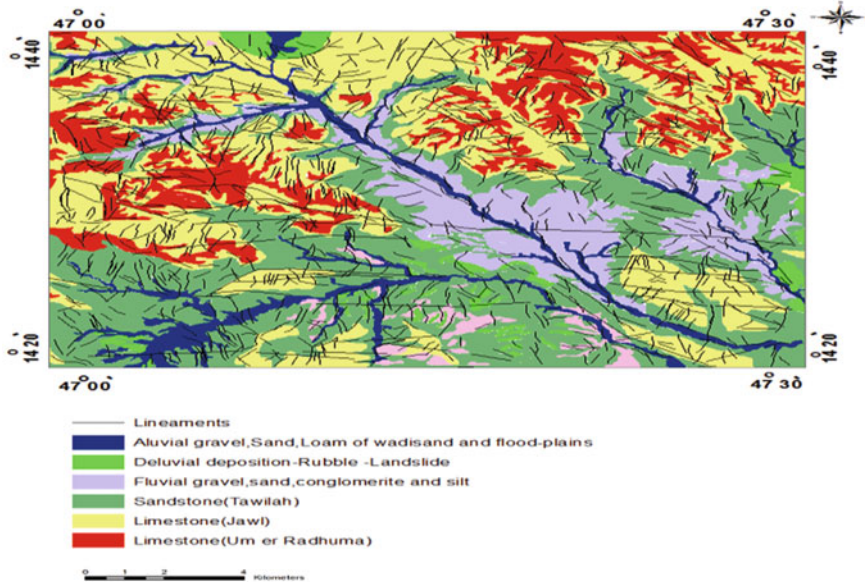 47° 00'
47° 30'
14° 40'
14° 40'
14° 20'
14° 20'
47° 00'
47° 30'
Lineaments
Aluvial gravel,Sand,Loam of wadisand and flood-plains
Deluvial deposition-Rubble -Landslide
Fluvial gravel,sand,conglomerite and silt
Sandstone(Tawilah)
Limestone(Jawl)
Limestone(Um er Radhuma)
0 1 2 4
Kilometers